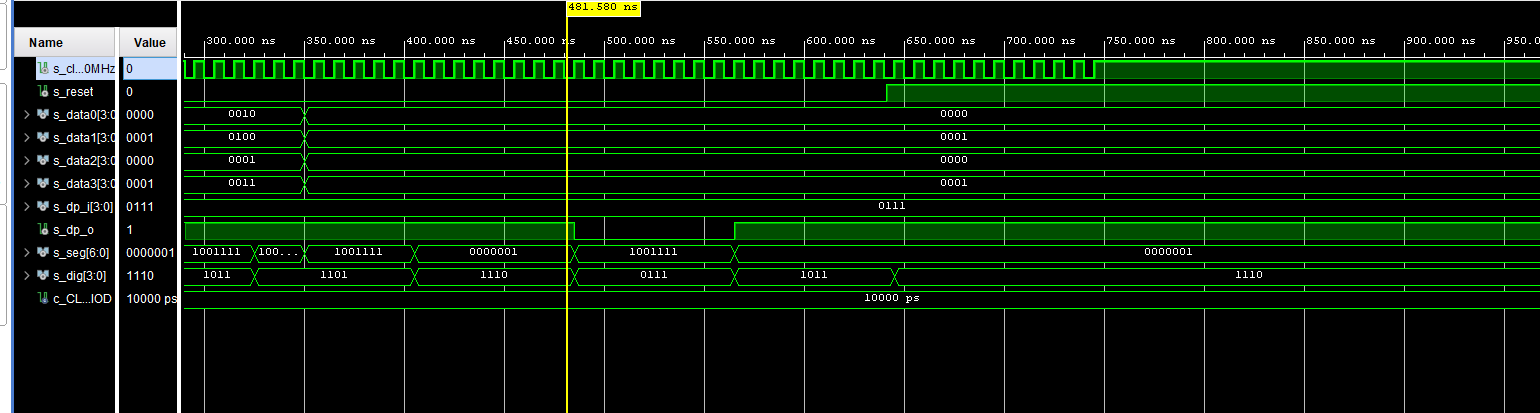 481.580 ns
Name Value 300.000 ns 350.000 ns 400.000 ns 450.000 ns 500.000 ns 550.000 ns 600.000 ns 650.000 ns 700.000 ns 750.000 ns 800.000 ns 850.000 ns 900.000 ns 950.0
s_cl...0MHz 0
s_reset 0
s_data0[3:0 0000 0010 0000
s_data1[3:0 0001 0100 0001
s_data2[3:0 0000 0001 0000
s_data3[3:0 0001 0011 0001
s_dp_i[3:0] 0111 0111
s_dp_o 1
s_seg[6:0] 0000001 1001111 100... 1001111 0000001 1001111 0000001
s_dig[3:0] 1110 1011 1101 1110 0111 1011 1110
c_CL...IOD 10000 ps 10000 ps